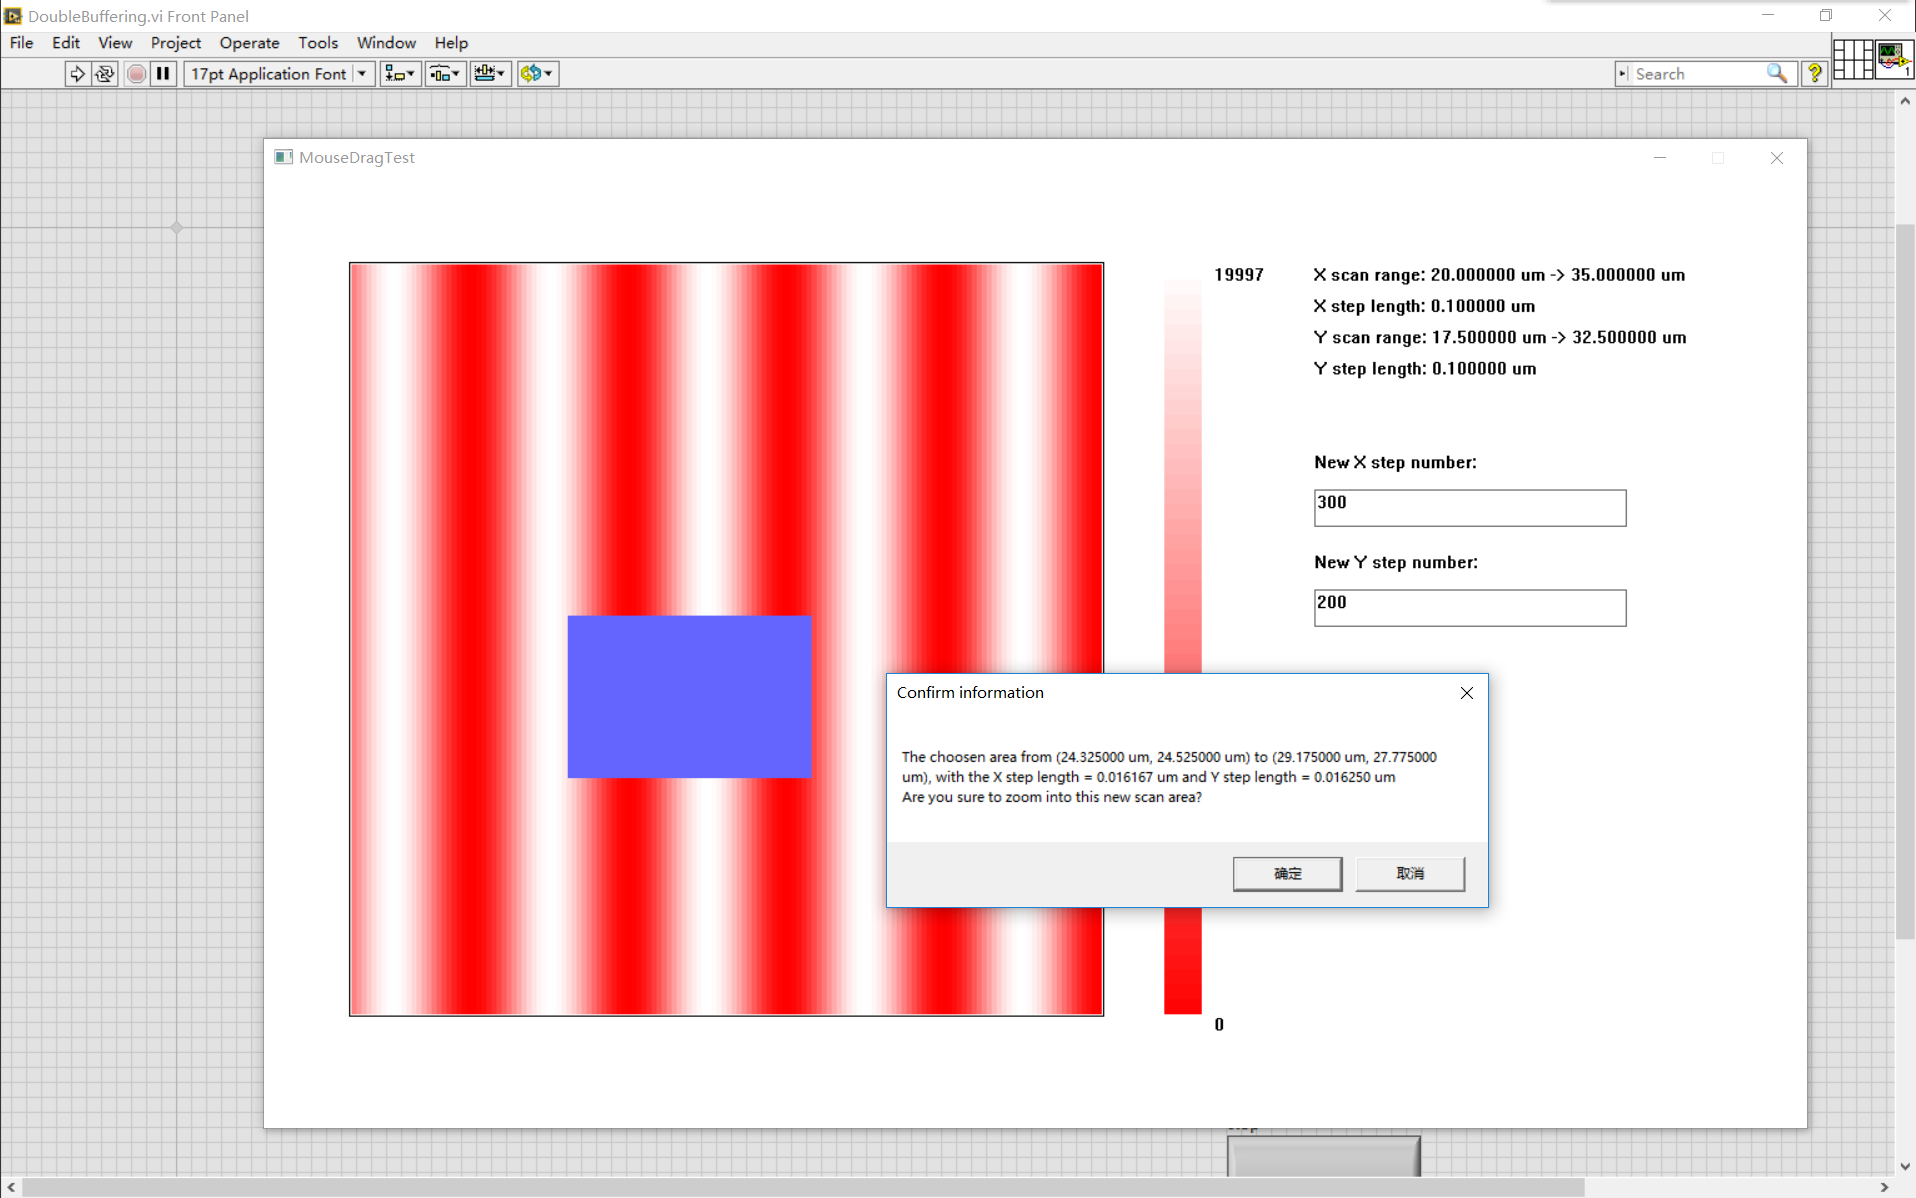 DoubleBuffering.vi Front Panel
File Edit View Project Operate Tools Window Help
17pt Application Font
Search
?
1
MouseDragTest
19997
X scan range: 20.000000 um -> 35.000000 um
X step length: 0.100000 um
Y scan range: 17.500000 um -> 32.500000 um
Y step length: 0.100000 um
New X step number:
300
New Y step number:
200
Confirm information
The choosen area from (24.325000 um, 24.525000 um) to (29.175000 um, 27.775000
um), with the X step length = 0.016167 um and Y step length = 0.016250 um
Are you sure to zoom into this new scan area?
确定 取消
0